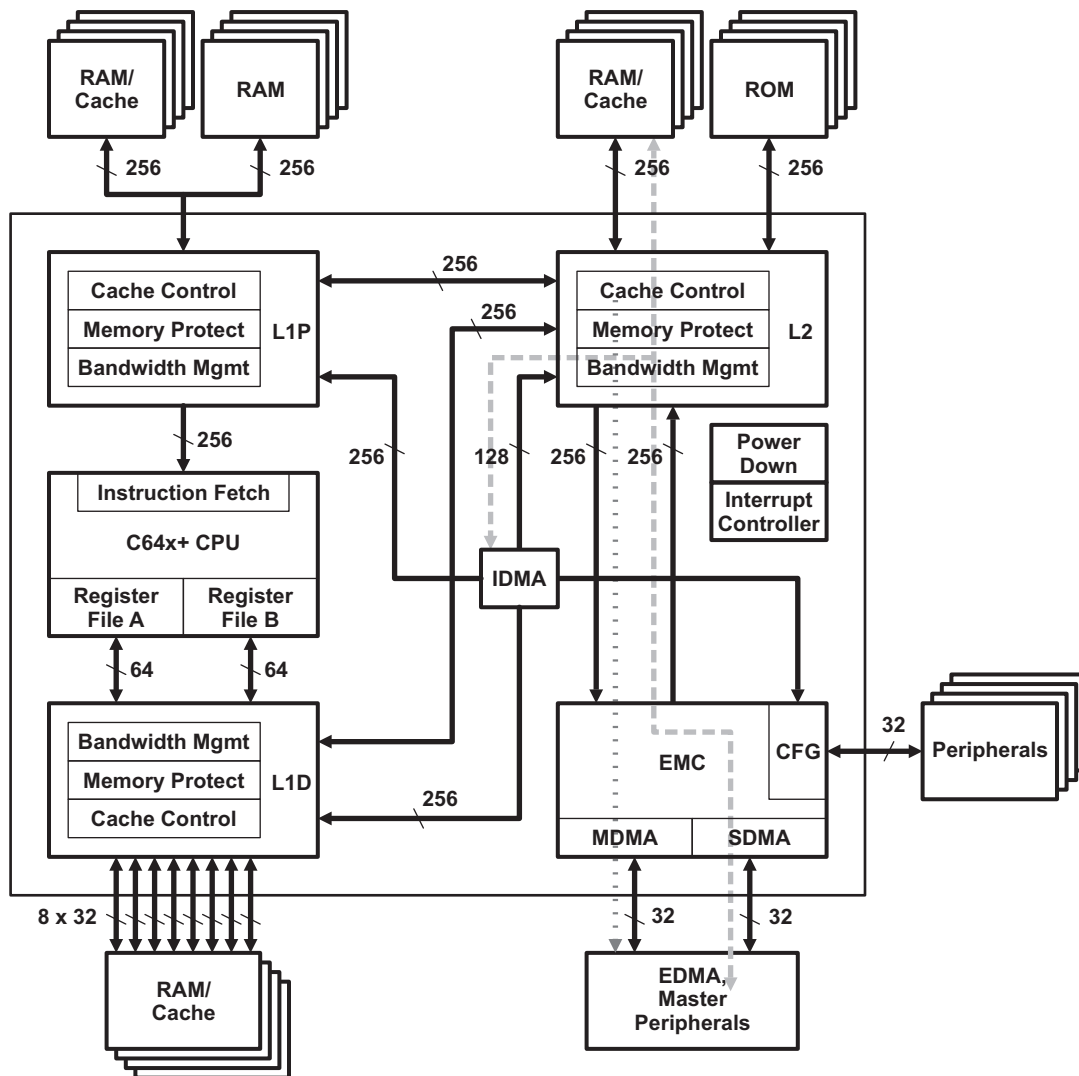 RAM/
Cache
RAM
RAM/
Cache
ROM
256
256
256
256
Cache Control
Memory Protect
Bandwidth Mgmt
L1P
256
256
Cache Control
Memory Protect
Bandwidth Mgmt
L2
256
256
128
256
256
Power
Down
Interrupt
Controller
Instruction Fetch
C64x+ CPU
Register
File A
Register
File B
IDMA
64
64
Bandwidth Mgmt
Memory Protect
Cache Control
L1D
256
EMC
CFG
MDMA
SDMA
32
Peripherals
8 x 32
32
32
RAM/
Cache
EDMA,
Master
Peripherals